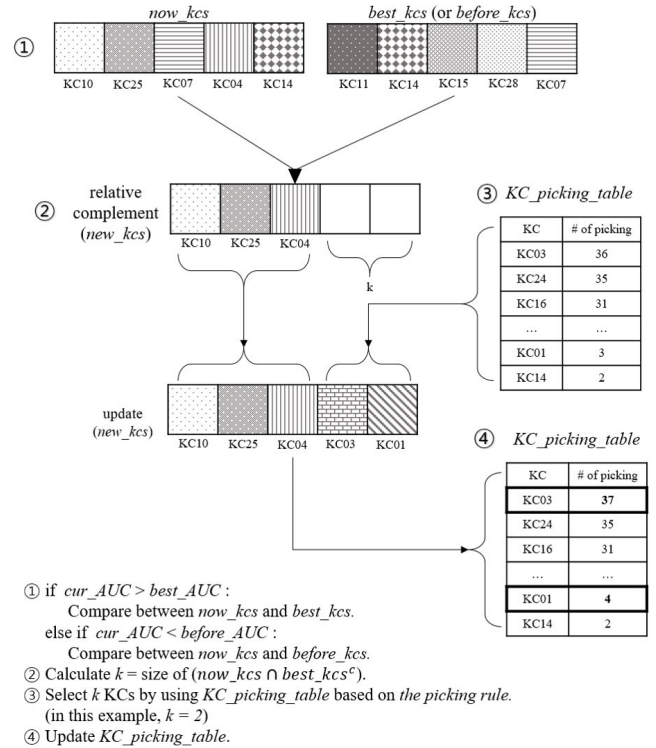 now_kcs
best_kcs (or before_kcs)
①
KC10 KC25 KC07 KC04 KC14
KC11 KC14 KC15 KC28 KC07
②
relative
complement
(new_kcs)
KC10 KC25 KC04
k
③ KC_picking_table
KC # of picking
KC03 36
KC24 35
KC16 31
... ...
KC01 3
KC14 2
update
(new_kcs)
KC10 KC25 KC04 KC03 KC01
④ KC_picking_table
KC # of picking
KC03 37
KC24 35
KC16 31
... ...
KC01 4
KC14 2
① if cur_AUC > best_AUC :
Compare between now_kcs and best_kcs.
else if cur_AUC < before_AUC :
Compare between now_kcs and before_kcs.
② Calculate k = size of (now_kcs ∩ best_kcsᶜ).
③ Select k KCs by using KC_picking_table based on the picking rule.
(in this example, k = 2)
④ Update KC_picking_table.